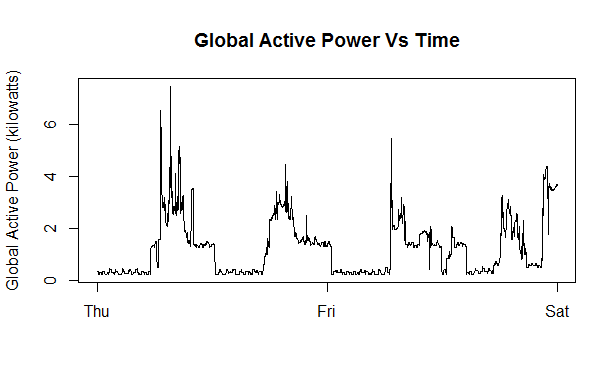 Global Active Power Vs Time
Global Active Power (kilowatts)
6
4
2
0
Thu
Fri
Sat